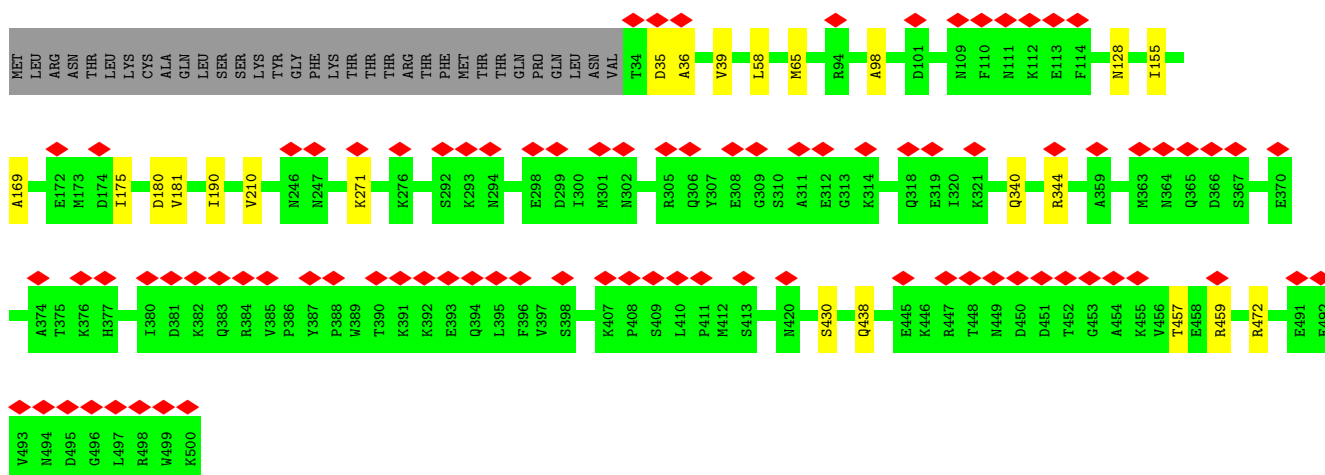 MET LEU ARG ASN THR LEU LYS CYS ALA GLN LEU SER SER LYS TYR GLY PHE LYS THR THR THR ARG THR PHE MET THR THR GLN PRO GLN LEU ASN VAL T34 D35 A36 V39 L58 M65 R94 A98 D101 N109 F110 N111 K112 E113 F114 N128 I155
A169 E172 M173 D174 I175 D180 V181 I190 V210 N246 N247 K271 K276 S292 K293 N294 E298 D299 I300 M301 N302 R305 Q306 Y307 E308 G309 S310 A311 E312 G313 K314 Q318 E319 I320 K321 Q340 R344 A359 M363 N364 Q365 D366 S367 E370
A374 T375 K376 H377 I380 D381 K382 Q383 R384 V385 P386 Y387 P388 W389 T390 K391 K392 E393 Q394 L395 F396 V397 S398 K407 P408 S409 L410 P411 M412 S413 N420 S430 Q438 E445 K446 R447 T448 N449 D450 D451 T452 G453 A454 K455 V456 T457 E458 R459 R472 E491
V493 N494 D495 G496 L497 R498 W499 K500